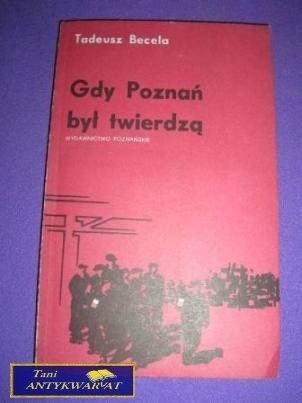 Tadeusz Becela
Gdy Poznań
był twierdzą
WYDAWNICTWO POZNAŃSKIE
Tani
ANTYKWARIAT